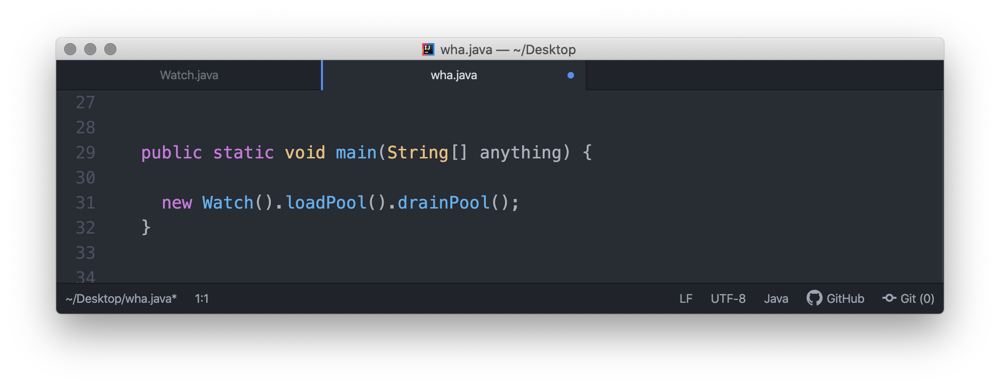 IJ
wha.java — ~/Desktop
Watch.java
wha.java
27
28
29 public static void main(String[] anything) {
30
31 new Watch().loadPool().drainPool();
32 }
33
34
~/Desktop/wha.java* 1:1 LF UTF-8 Java GitHub Git (0)